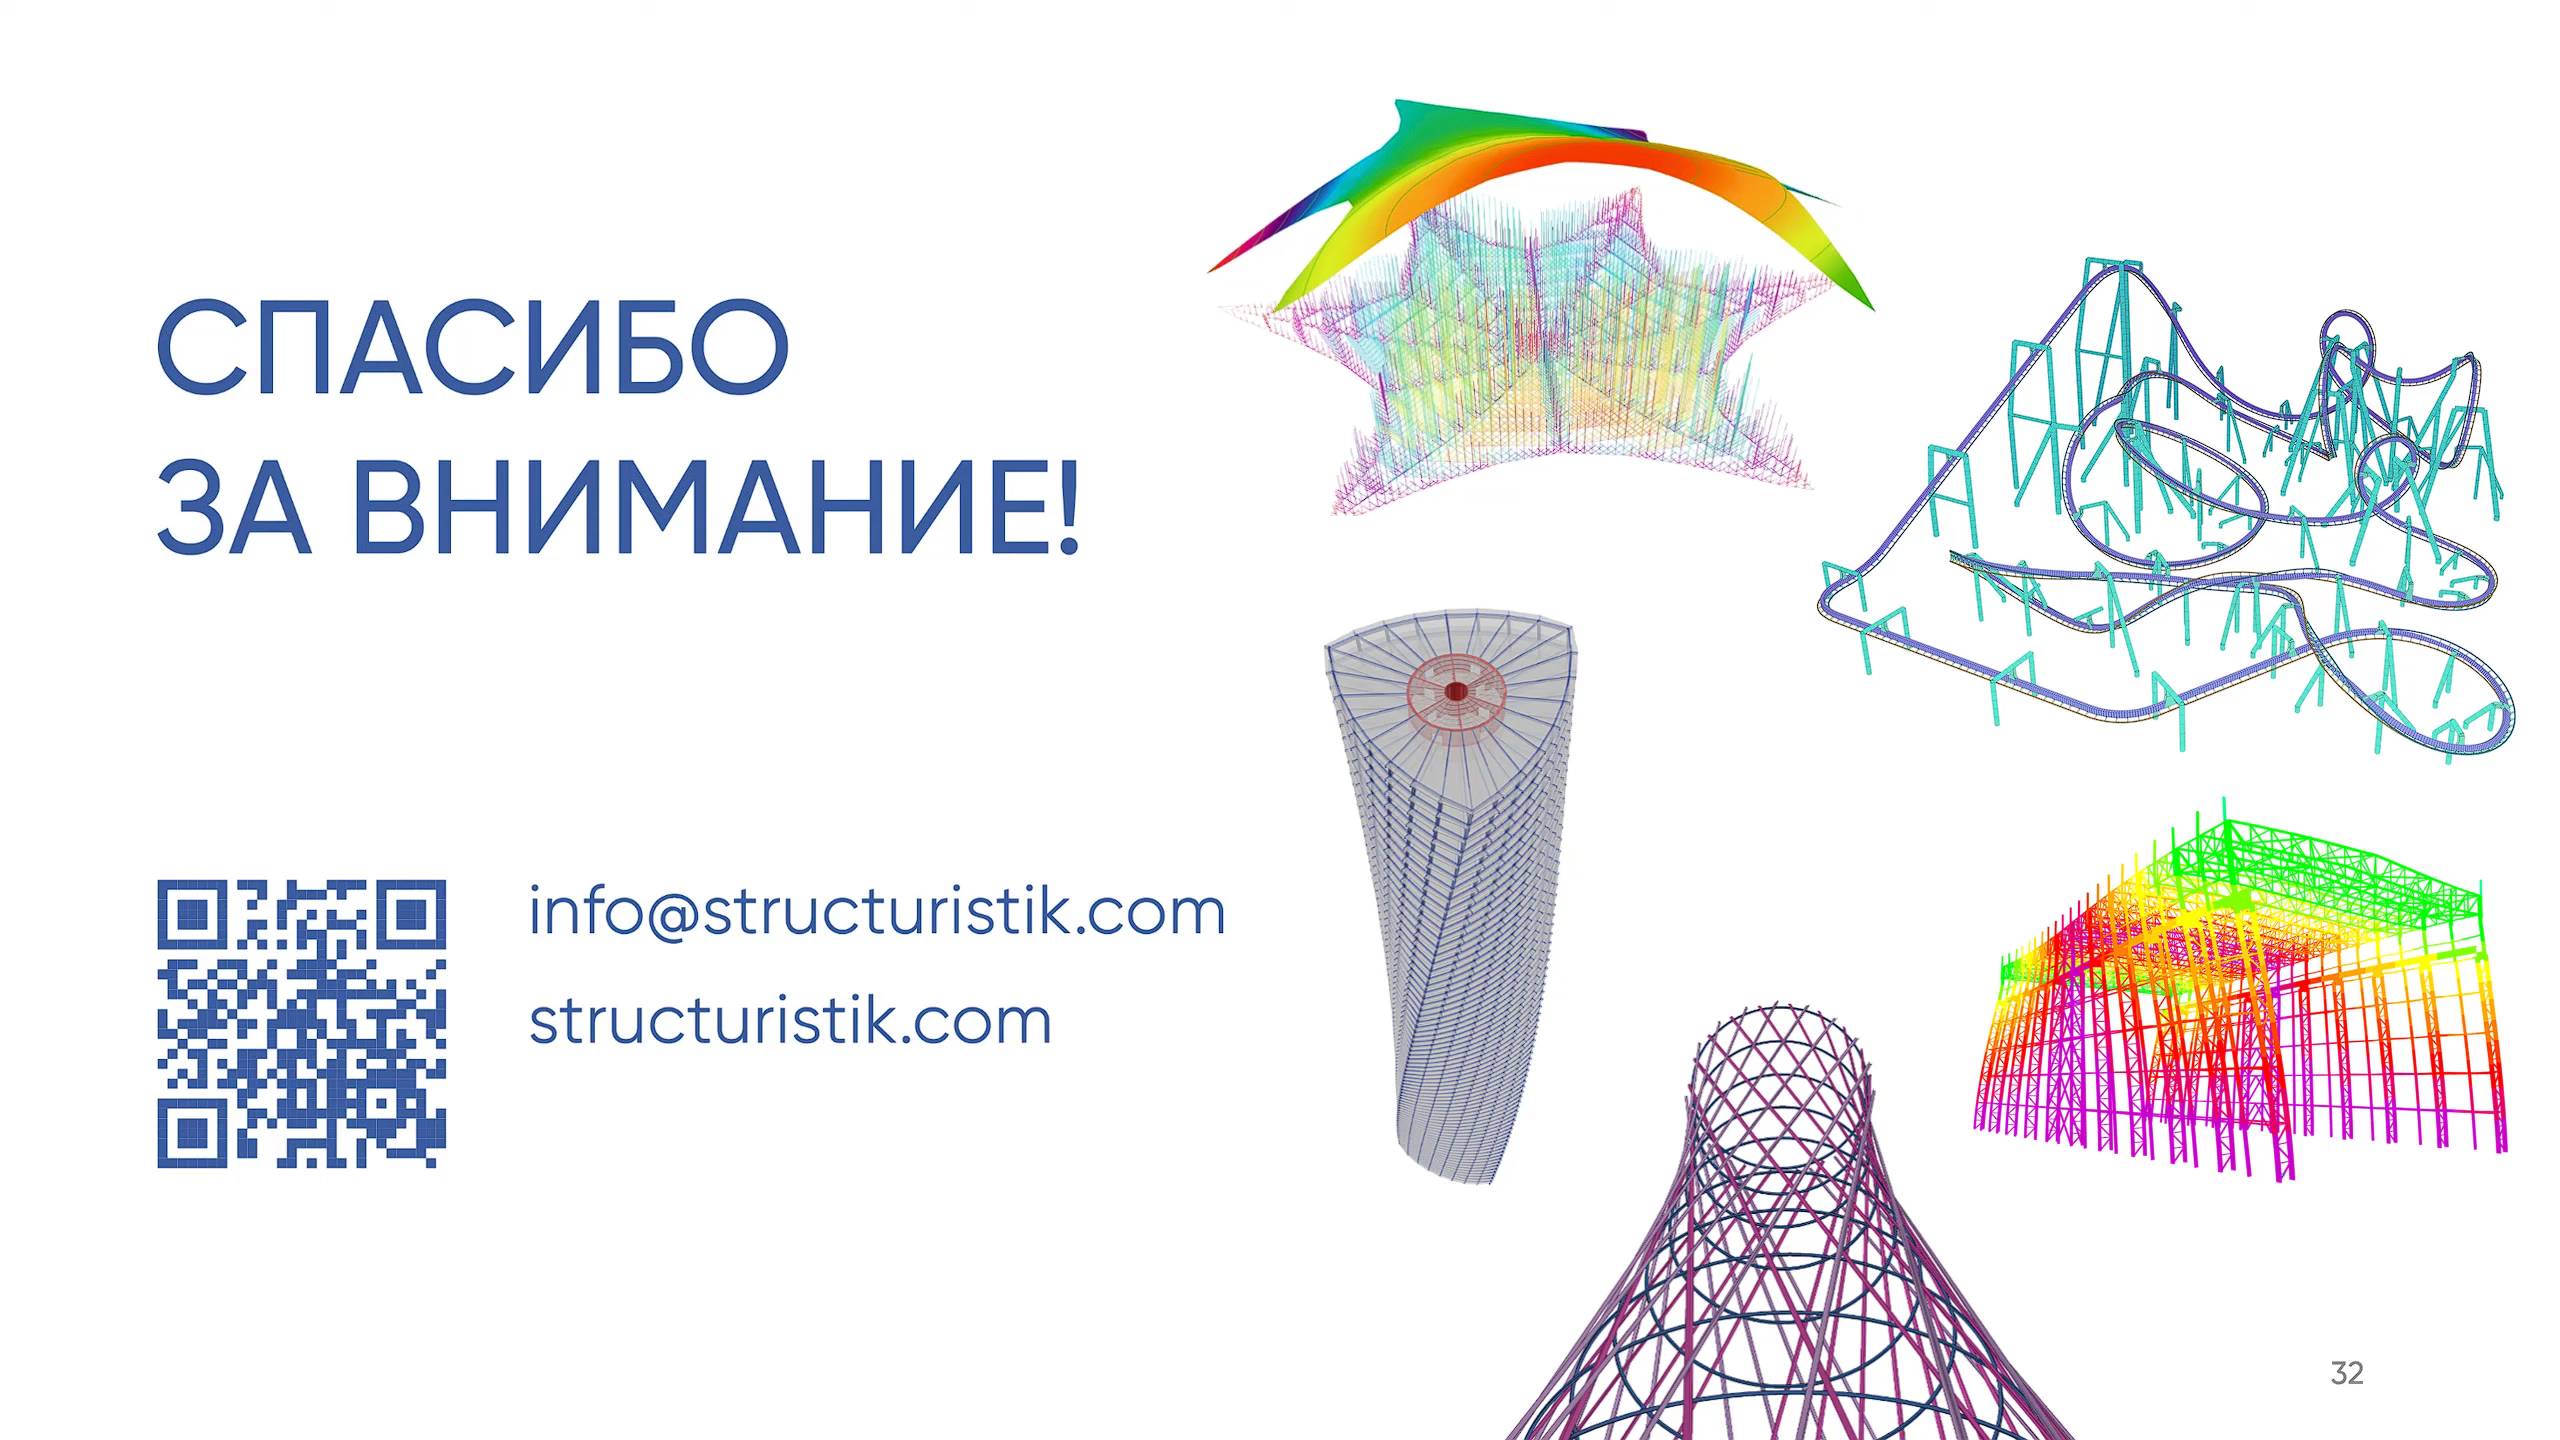 СПАСИБО
ЗА ВНИМАНИЕ!
info@structuristik.com
structuristik.com
32